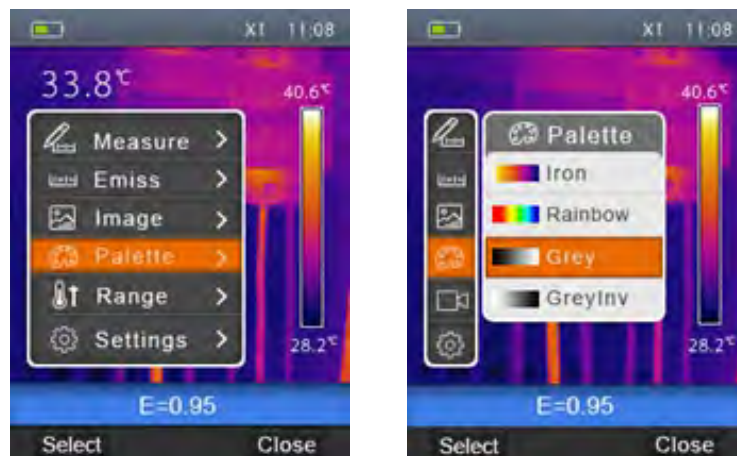 X1 11:08
33.8℃
40.6℃
Measure >
Emiss >
Image >
Palette >
Range >
Settings >
28.2℃
E=0.95
Select Close
X1 11:08
40.6℃
Palette
Iron
Rainbow
Grey
GreyInv
28.2℃
E=0.95
Select Close